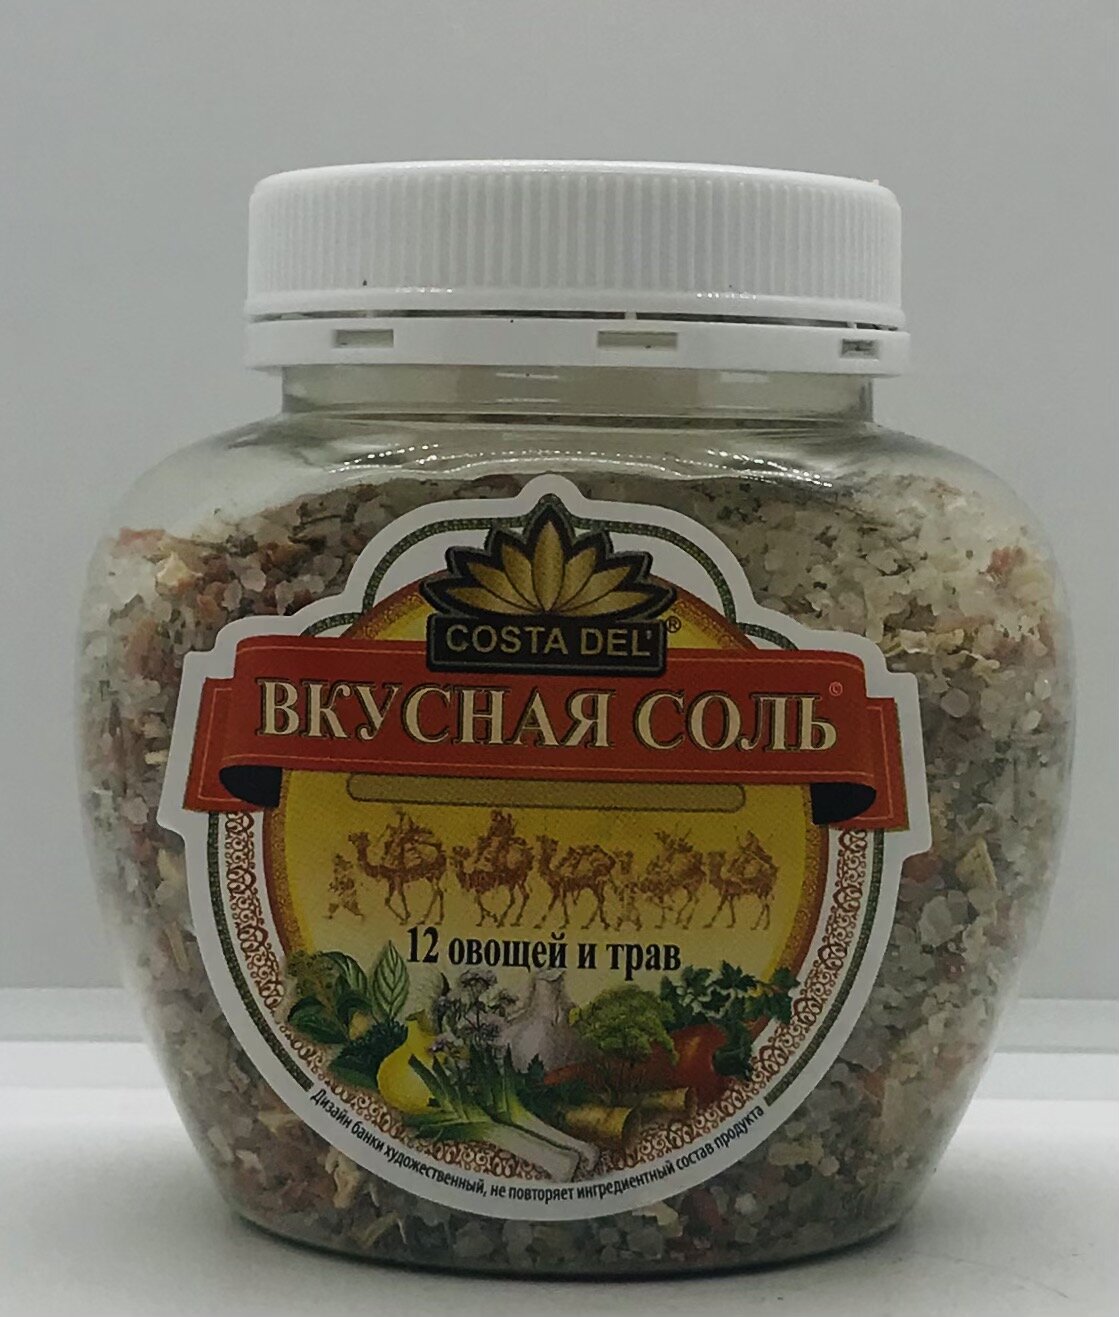 COSTA DEL'®
ВКУСНАЯ СОЛЬ©
12 овощей и трав
Дизайн банки художественный, не повторяет ингредиентный состав продукта